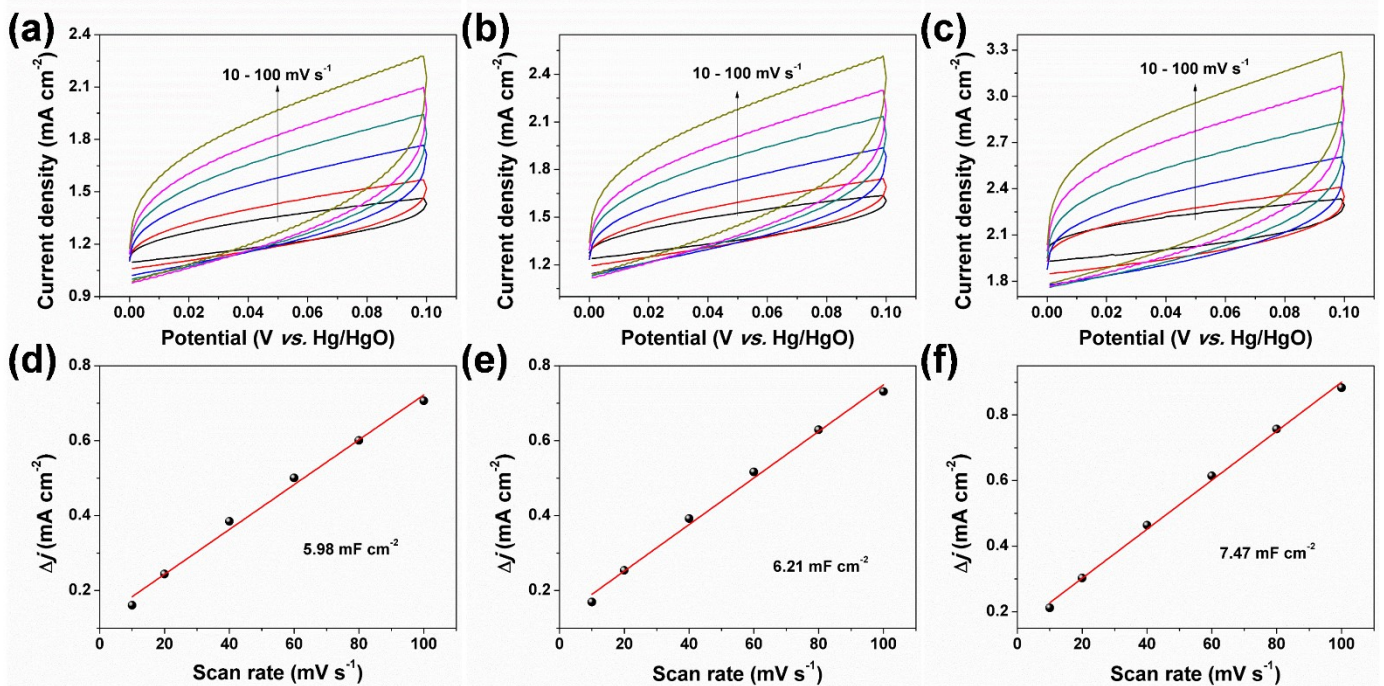 (a)
2.4
2.1
1.8
1.5
1.2
0.9
Current density (mA cm⁻²)
10 - 100 mV s⁻¹
0.00 0.02 0.04 0.06 0.08 0.10
Potential (V vs. Hg/HgO)
(b)
2.4
2.1
1.8
1.5
1.2
Current density (mA cm⁻²)
10 - 100 mV s⁻¹
0.00 0.02 0.04 0.06 0.08 0.10
Potential (V vs. Hg/HgO)
(c)
3.3
3.0
2.7
2.4
2.1
1.8
Current density (mA cm⁻²)
10 - 100 mV s⁻¹
0.00 0.02 0.04 0.06 0.08 0.10
Potential (V vs. Hg/HgO)
(d)
0.8
0.6
0.4
0.2
Δj (mA cm⁻²)
5.98 mF cm⁻²
0 20 40 60 80 100
Scan rate (mV s⁻¹)
(e)
0.8
0.6
0.4
0.2
Δj (mA cm⁻²)
6.21 mF cm⁻²
0 20 40 60 80 100
Scan rate (mV s⁻¹)
(f)
0.8
0.6
0.4
0.2
Δj (mA cm⁻²)
7.47 mF cm⁻²
0 20 40 60 80 100
Scan rate (mV s⁻¹)